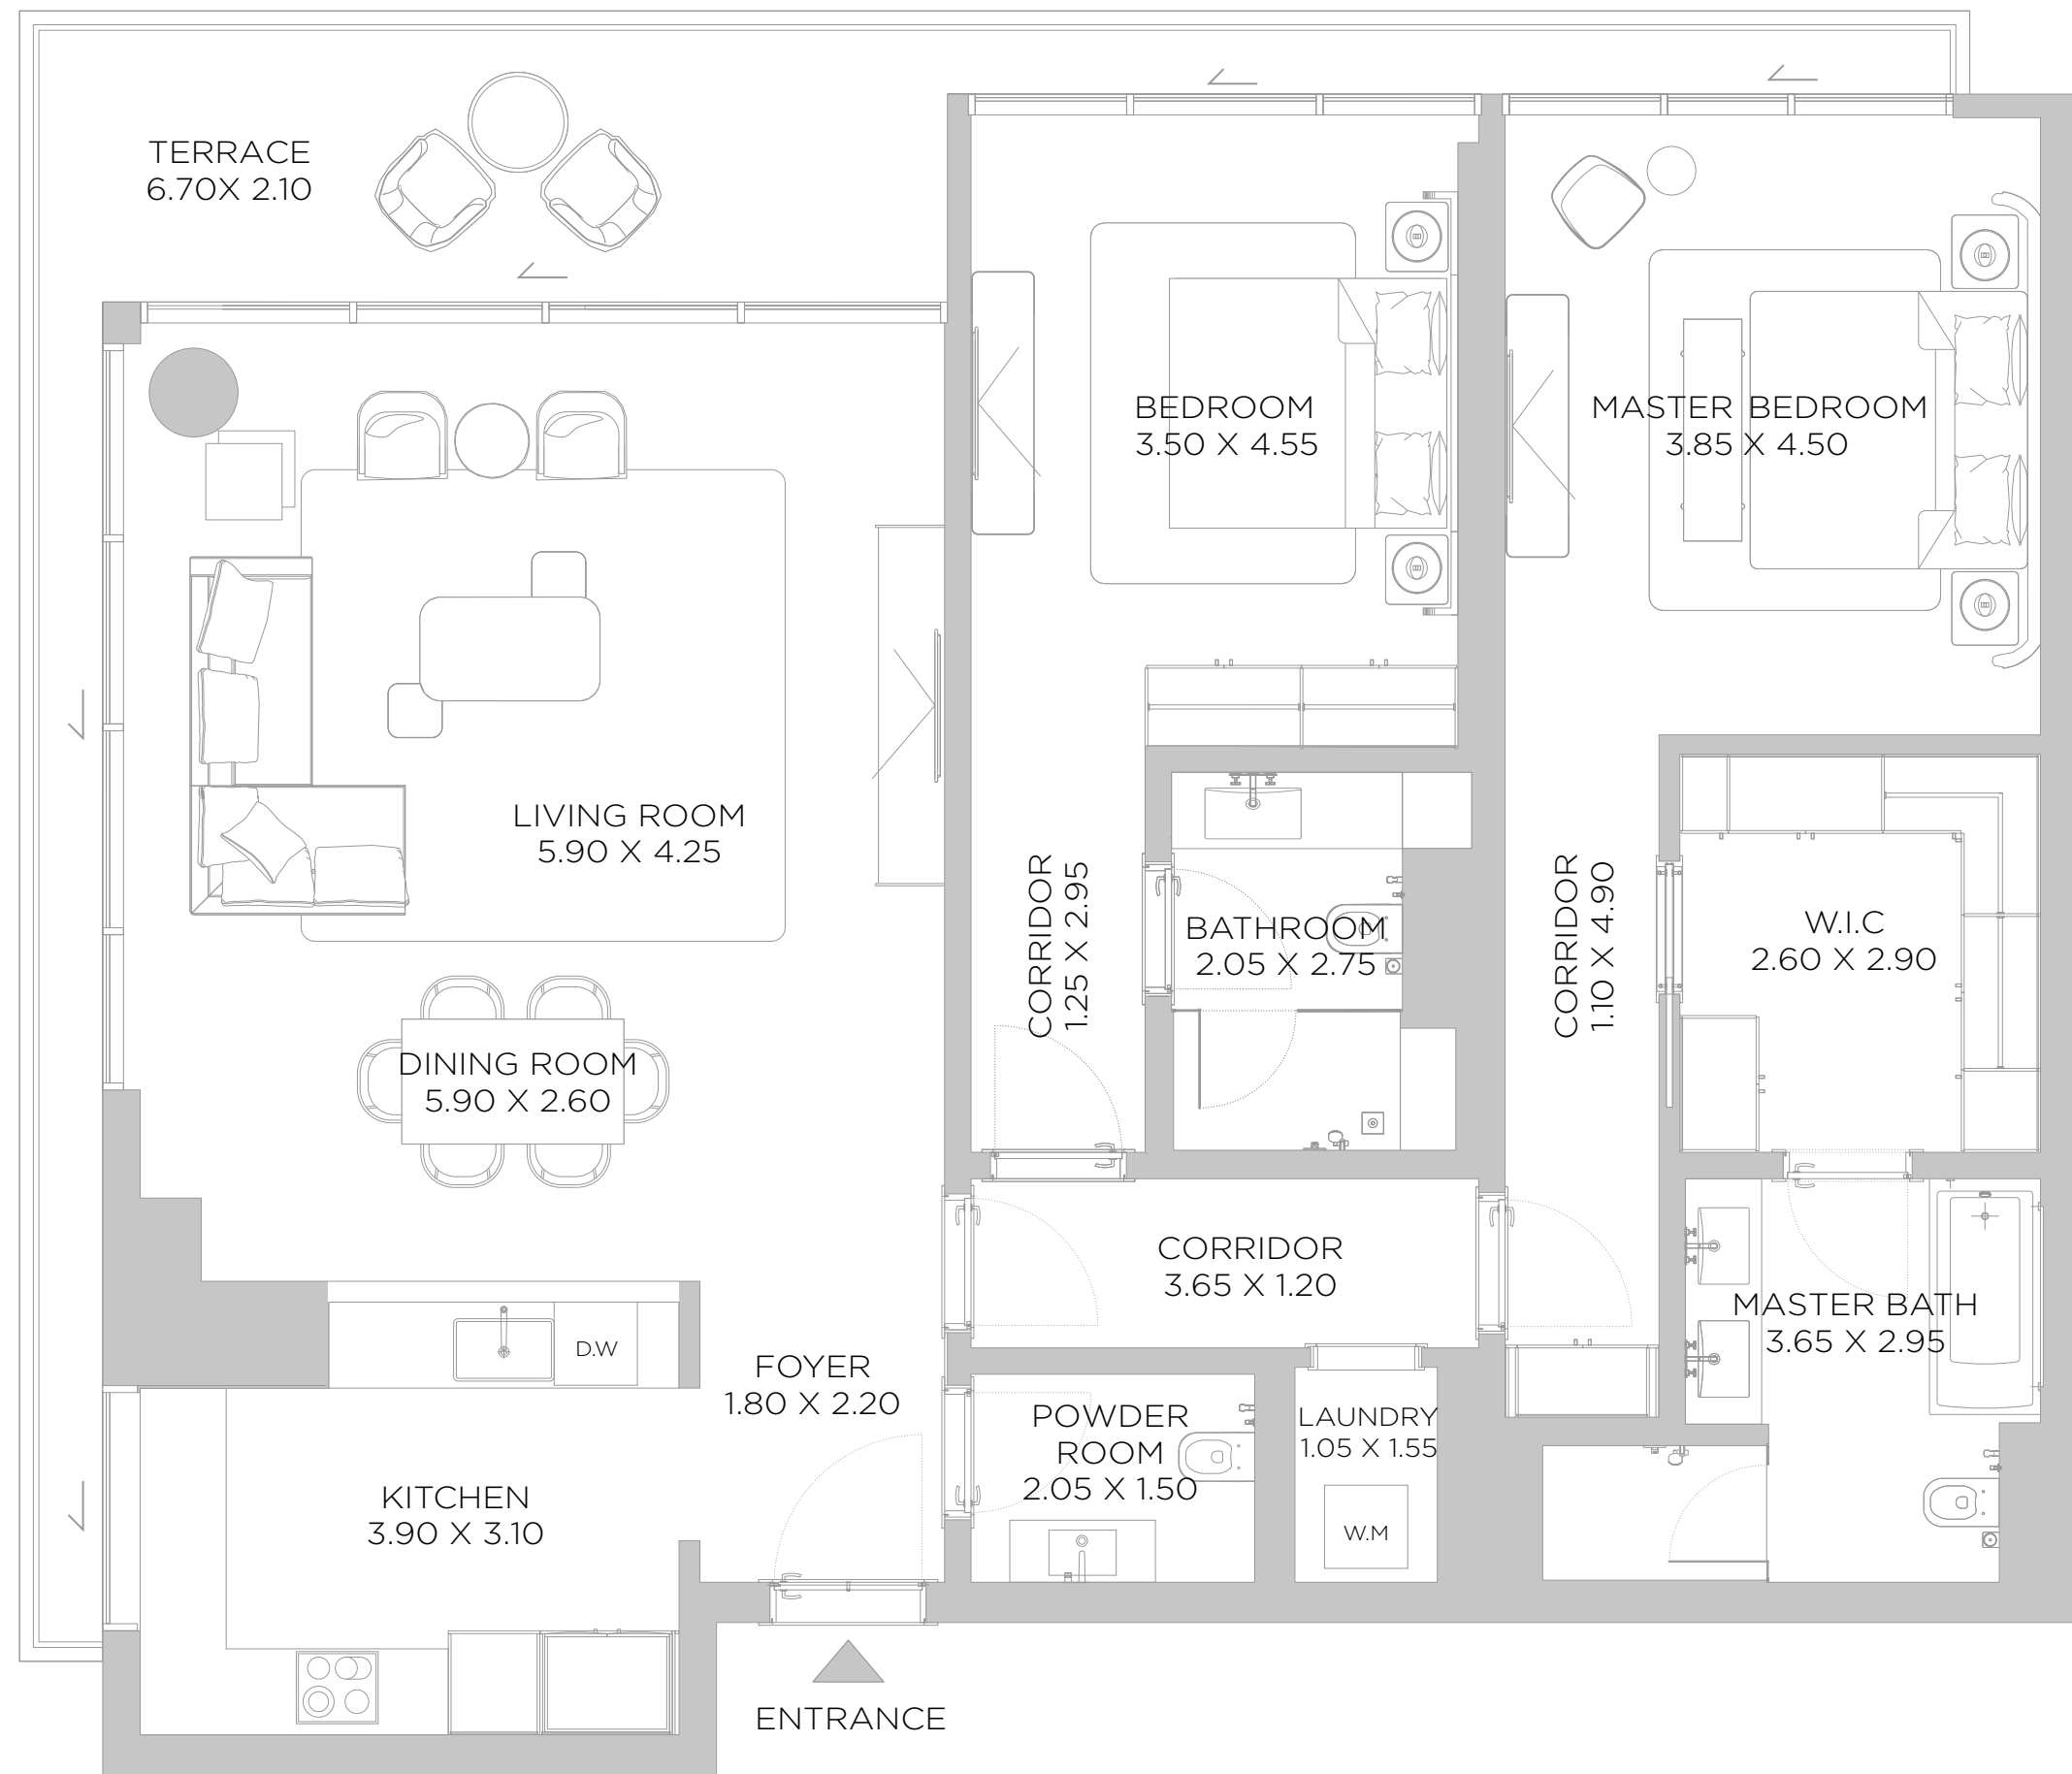 TERRACE
6.70X 2.10
BEDROOM
3.50 X 4.55
MASTER BEDROOM
3.85 X 4.50
LIVING ROOM
5.90 X 4.25
CORRIDOR
1.25 X 2.95
BATHROOM
2.05 X 2.75
CORRIDOR
1.10 X 4.90
W.I.C
2.60 X 2.90
DINING ROOM
5.90 X 2.60
CORRIDOR
3.65 X 1.20
MASTER BATH
3.65 X 2.95
D.W
FOYER
1.80 X 2.20
POWDER
ROOM
2.05 X 1.50
LAUNDRY
1.05 X 1.55
W.M
KITCHEN
3.90 X 3.10
ENTRANCE